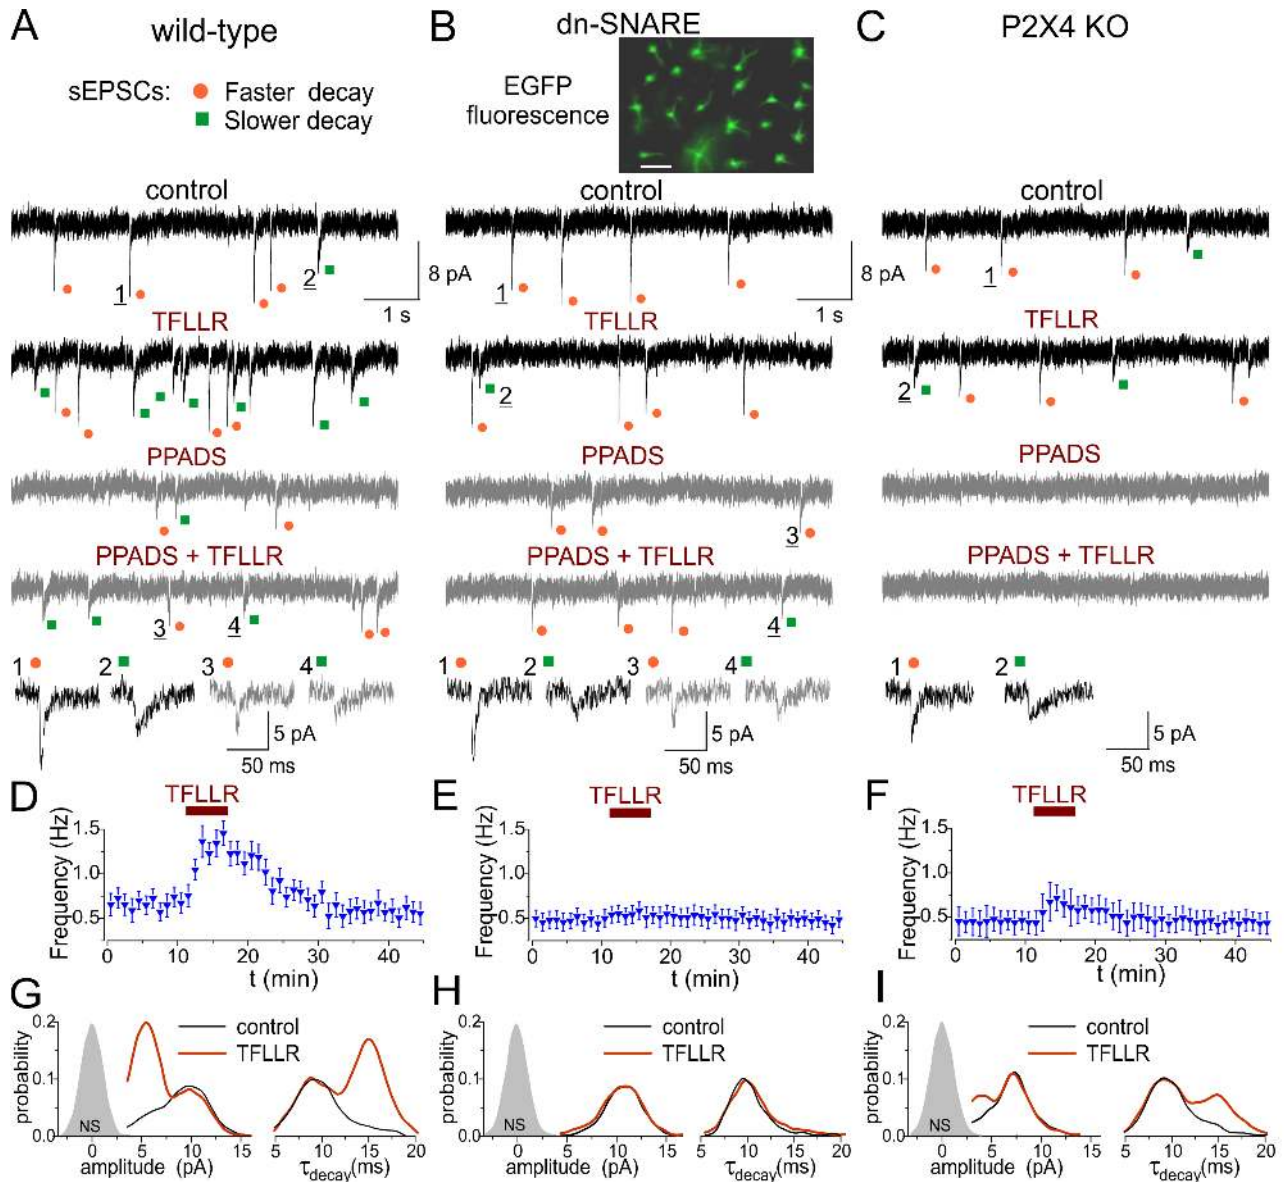 A wild-type
B dn-SNARE
C P2X4 KO
sEPSCs: Faster decay
Slower decay
EGFP
fluorescence
control
1
2
8 pA
1 s
TFLLR
PPADS
PPADS + TFLLR
3
4
1 2 3 4
5 pA
50 ms
control
1
8 pA
1 s
TFLLR
2
PPADS
3
PPADS + TFLLR
4
1 2 3 4
5 pA
50 ms
control
1
TFLLR
2
PPADS
PPADS + TFLLR
1 2
5 pA
50 ms
D TFLLR
Frequency (Hz)
1.5
1.0
0.5
0 10 20 30 40
t (min)
E TFLLR
Frequency (Hz)
1.5
1.0
0.5
0 10 20 30 40
t (min)
F TFLLR
Frequency (Hz)
1.5
1.0
0.5
0 10 20 30 40
t (min)
G
probability
0.2
0.1
0.0
NS
control
TFLLR
0 5 10 15 5 10 15 20
amplitude (pA) τdecay(ms)
H
probability
0.2
0.1
0.0
NS
control
TFLLR
0 5 10 15 5 10 15 20
amplitude (pA) τdecay(ms)
I
probability
0.2
0.1
0.0
NS
control
TFLLR
0 5 10 15 5 10 15 20
amplitude (pA) τdecay(ms)